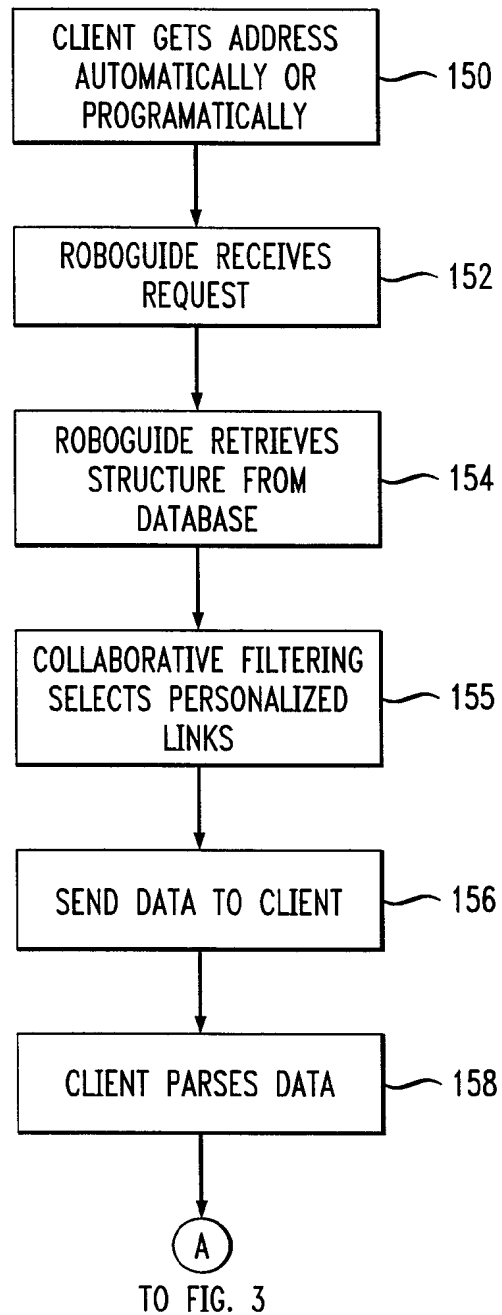 CLIENT GETS ADDRESS
AUTOMATICALLY OR
PROGRAMATICALLY
150
ROBOGUIDE RECEIVES
REQUEST
152
ROBOGUIDE RETRIEVES
STRUCTURE FROM
DATABASE
154
COLLABORATIVE FILTERING
SELECTS PERSONALIZED
LINKS
155
SEND DATA TO CLIENT
156
CLIENT PARSES DATA
158
A
TO FIG. 3